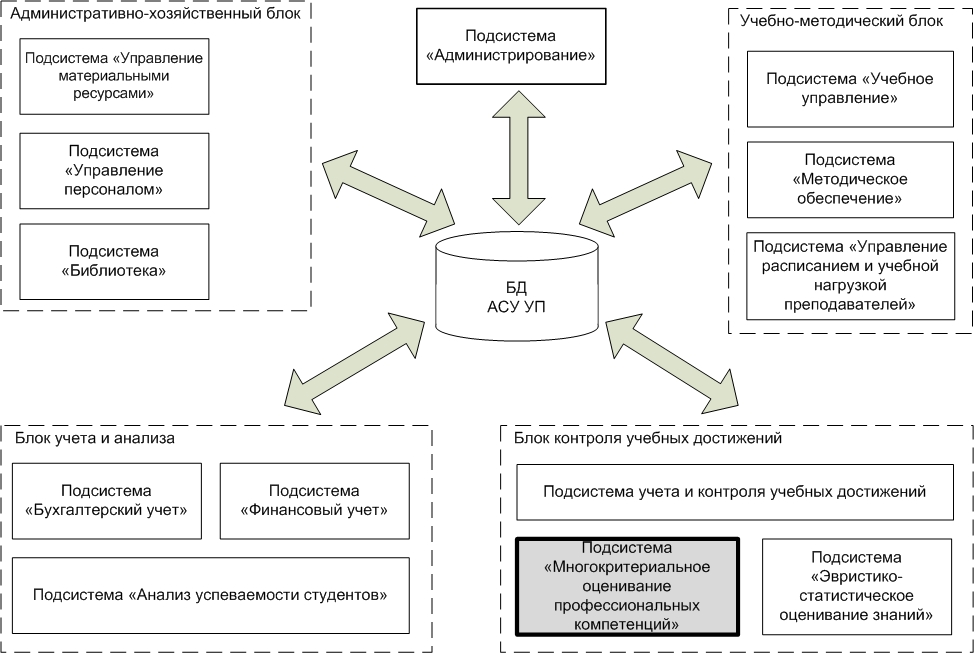 Административно-хозяйственный блок
Подсистема «Управление
материальными
ресурсами»
Подсистема
«Управление
персоналом»
Подсистема
«Библиотека»
Подсистема
«Администрирование»
Учебно-методический блок
Подсистема «Учебное
управление»
Подсистема
«Методическое
обеспечение»
Подсистема «Управление
расписанием и учебной
нагрузкой
преподавателей»
БД
АСУ УП
Блок учета и анализа
Подсистема
«Бухгалтерский учет»
Подсистема
«Финансовый учет»
Подсистема «Анализ успеваемости студентов»
Блок контроля учебных достижений
Подсистема учета и контроля учебных достижений
Подсистема
«Многокритериальное
оценивание
профессиональных
компетенций»
Подсистема
«Эвристико-
статистическое
оценивание знаний»